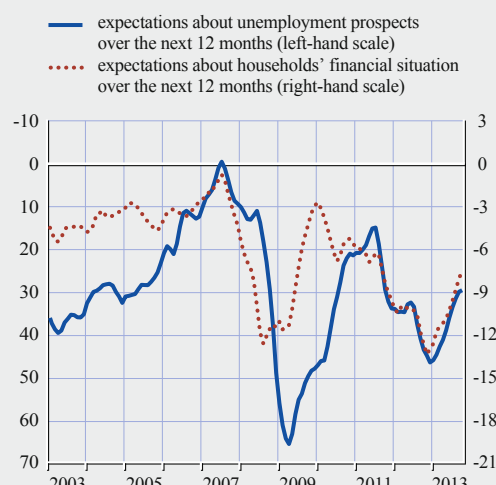 expectations about unemployment prospects
over the next 12 months (left-hand scale)
expectations about households’ financial situation
over the next 12 months (right-hand scale)
-10 3
0 0
10 -3
20 -6
30 -9
40 -12
50 -15
60 -18
70 -21
2003 2005 2007 2009 2011 2013